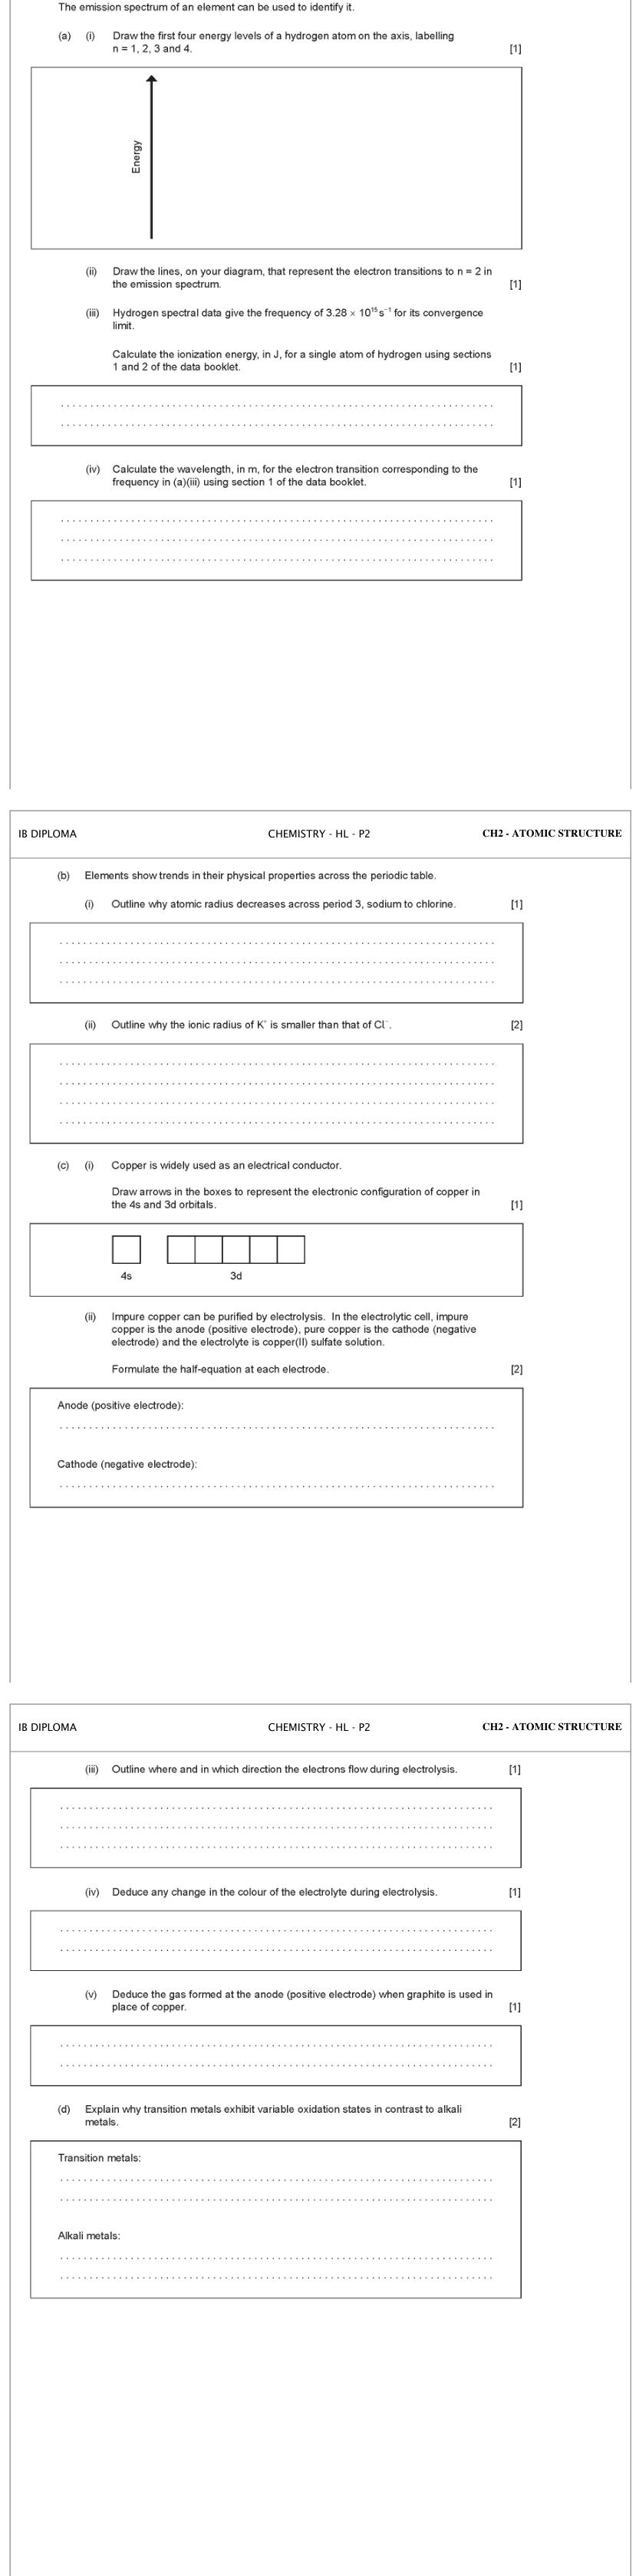 The emission spectrum of an element can be used to identify it.
(a) (i) Draw the first four energy levels of a hydrogen atom on the axis, labelling
n = 1, 2, 3 and 4. [1]
Energy
(ii) Draw the lines, on your diagram, that represent the electron transitions to n = 2 in
the emission spectrum. [1]
(iii) Hydrogen spectral data give the frequency of 3.28 × 10¹⁵ s⁻¹ for its convergence
limit.
Calculate the ionization energy, in J, for a single atom of hydrogen using sections
1 and 2 of the data booklet. [1]
(iv) Calculate the wavelength, in m, for the electron transition corresponding to the
frequency in (a)(iii) using section 1 of the data booklet. [1]
IB DIPLOMA CHEMISTRY - HL - P2 CH2 - ATOMIC STRUCTURE
(b) Elements show trends in their physical properties across the periodic table.
(i) Outline why atomic radius decreases across period 3, sodium to chlorine. [1]
(ii) Outline why the ionic radius of K⁺ is smaller than that of Cl⁻. [2]
(c) (i) Copper is widely used as an electrical conductor.
Draw arrows in the boxes to represent the electronic configuration of copper in
the 4s and 3d orbitals. [1]
4s 3d
(ii) Impure copper can be purified by electrolysis. In the electrolytic cell, impure
copper is the anode (positive electrode), pure copper is the cathode (negative
electrode) and the electrolyte is copper(II) sulfate solution.
Formulate the half-equation at each electrode. [2]
Anode (positive electrode):
Cathode (negative electrode):
IB DIPLOMA CHEMISTRY - HL - P2 CH2 - ATOMIC STRUCTURE
(iii) Outline where and in which direction the electrons flow during electrolysis. [1]
(iv) Deduce any change in the colour of the electrolyte during electrolysis. [1]
(v) Deduce the gas formed at the anode (positive electrode) when graphite is used in
place of copper. [1]
(d) Explain why transition metals exhibit variable oxidation states in contrast to alkali
metals. [2]
Transition metals:
Alkali metals: